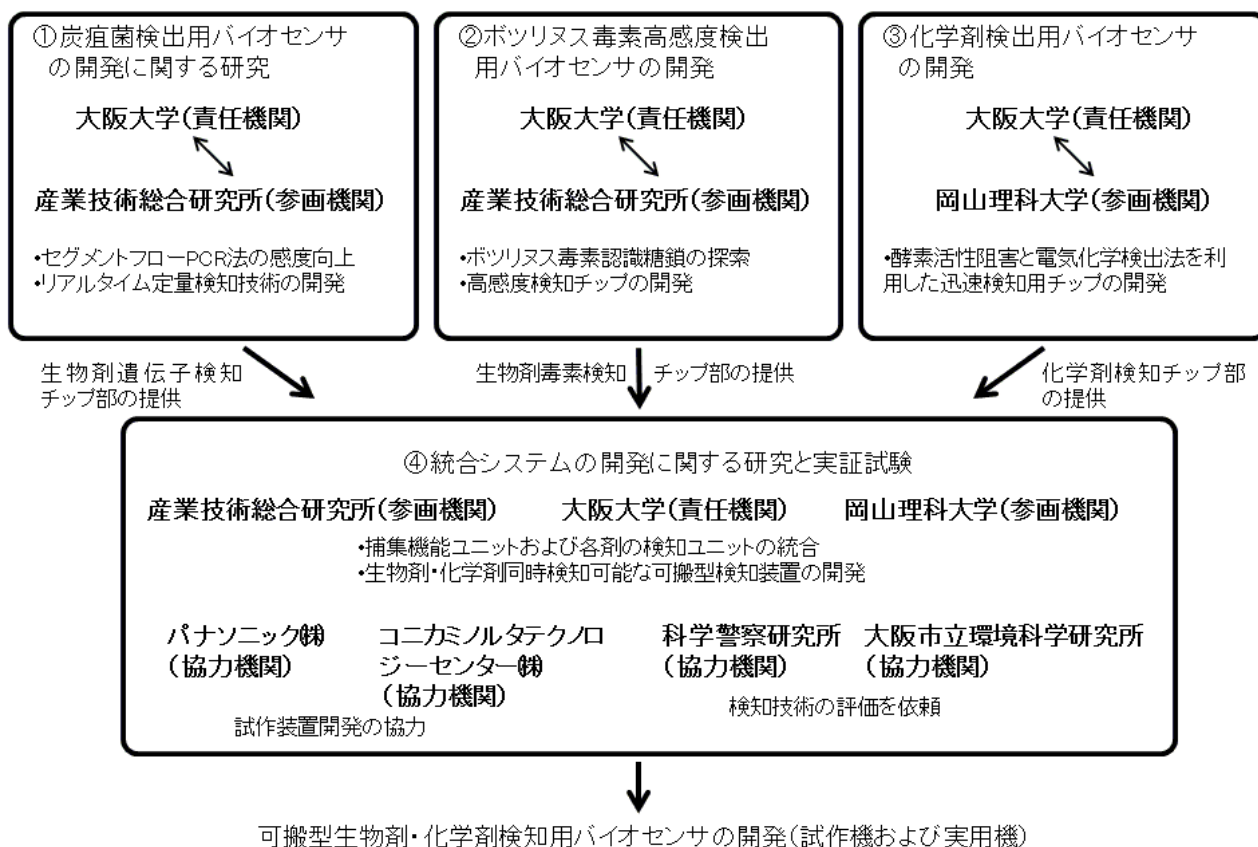 ①炭疽菌検出用バイオセンサ
の開発に関する研究
大阪大学(責任機関)
産業技術総合研究所(参画機関)
・セグメントフローPCR法の感度向上
・リアルタイム定量検知技術の開発
②ボツリヌス毒素高感度検出
用バイオセンサの開発
大阪大学(責任機関)
産業技術総合研究所(参画機関)
・ボツリヌス毒素認識糖鎖の探索
・高感度検知チップの開発
③化学剤検出用バイオセンサ
の開発
大阪大学(責任機関)
岡山理科大学(参画機関)
・酵素活性阻害と電気化学検出法を利
用した迅速検知用チップの開発
生物剤遺伝子検知
チップ部の提供
生物剤毒素検知 チップ部の提供
化学剤検知チップ部
の提供
④統合システムの開発に関する研究と実証試験
産業技術総合研究所(参画機関) 大阪大学(責任機関) 岡山理科大学(参画機関)
・捕集機能ユニットおよび各剤の検知ユニットの統合
・生物剤・化学剤同時検知可能な可搬型検知装置の開発
パナソニック㈱
(協力機関)
コニカミノルタテクノロ
ジーセンター㈱
(協力機関)
科学警察研究所
(協力機関)
大阪市立環境科学研究所
(協力機関)
試作装置開発の協力
検知技術の評価を依頼
可搬型生物剤・化学剤検知用バイオセンサの開発(試作機および実用機)